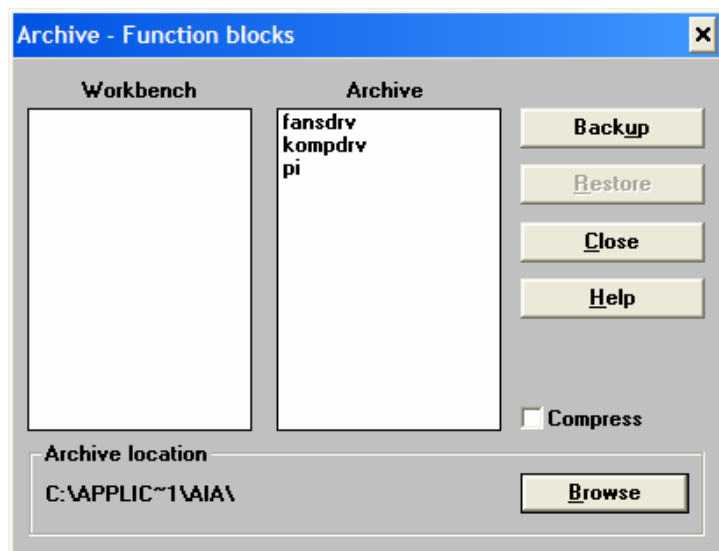 Archive - Function blocks
Workbench
Archive
fansdrv
kompdrv
pi
Backup
Restore
Close
Help
Compress
Archive location
C:\APPLIC~1\AIA\
Browse